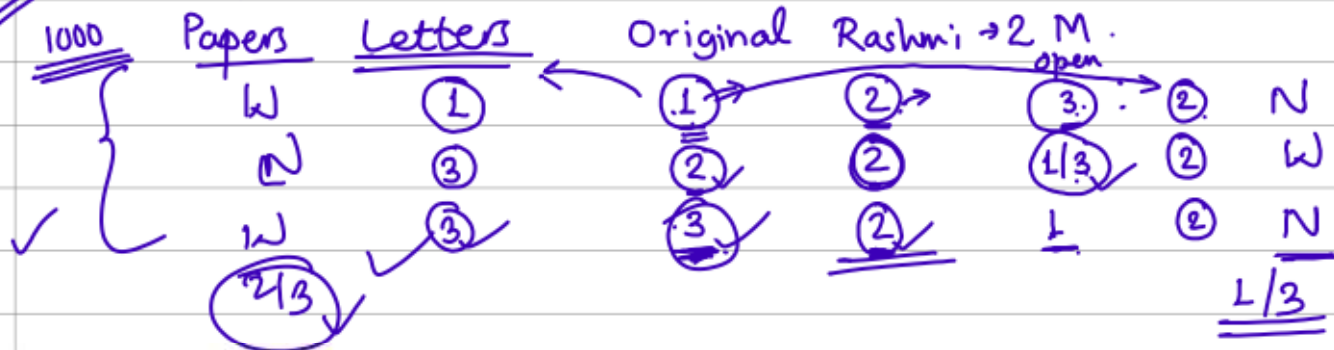 1000 Papers Letters Original Rashmi → 2 M.
open
W 1 1 2 3 2 N
N 3 2 2 1/3 2 W
W 3 3 2 1 2 N
2/3 1/3